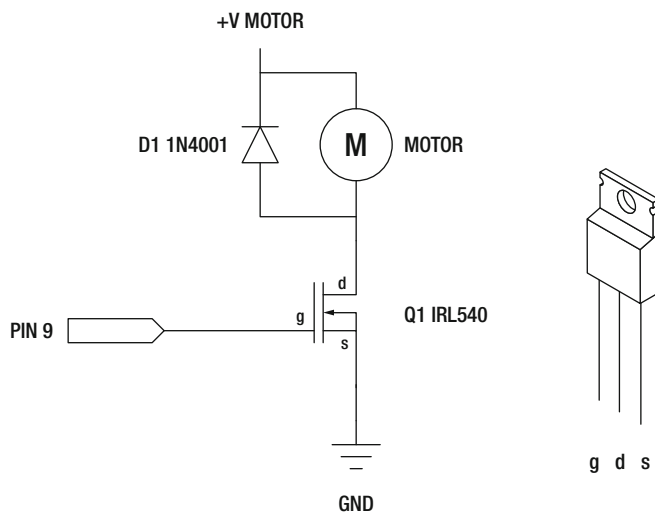 +V MOTOR
D1 1N4001
M
MOTOR
d
g
Q1 IRL540
PIN 9
s
g d s
GND